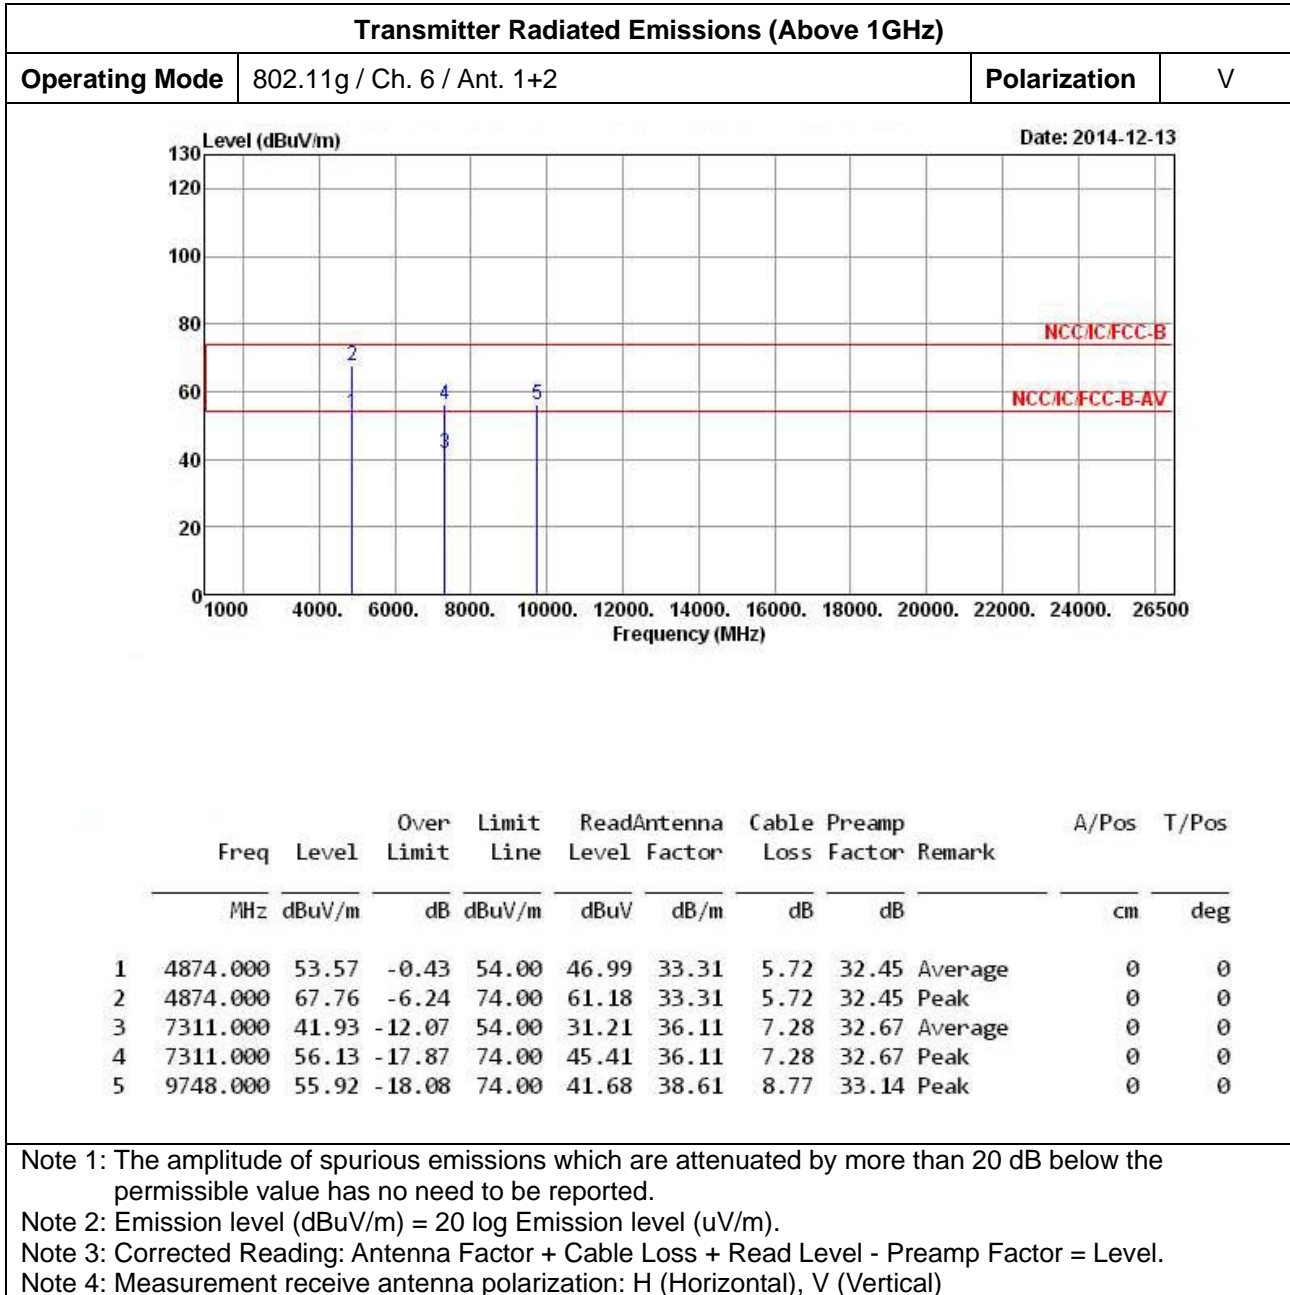 Transmitter Radiated Emissions (Above 1GHz)
Operating Mode 802.11g / Ch. 6 / Ant. 1+2 Polarization V
Level (dBuV/m) Date: 2014-12-13
130
120
100
80
NCC/IC/FCC-B
2
60 4 5
NCC/IC/FCC-B-AV
1
3
40
20
0
1000 4000. 6000. 8000. 10000. 12000. 14000. 16000. 18000. 20000. 22000. 24000. 26500
Frequency (MHz)
Over Limit ReadAntenna Cable Preamp A/Pos T/Pos
Freq Level Limit Line Level Factor Loss Factor Remark
MHz dBuV/m dB dBuV/m dBuV dB/m dB dB cm deg
1 4874.000 53.57 -0.43 54.00 46.99 33.31 5.72 32.45 Average 0 0
2 4874.000 67.76 -6.24 74.00 61.18 33.31 5.72 32.45 Peak 0 0
3 7311.000 41.93 -12.07 54.00 31.21 36.11 7.28 32.67 Average 0 0
4 7311.000 56.13 -17.87 74.00 45.41 36.11 7.28 32.67 Peak 0 0
5 9748.000 55.92 -18.08 74.00 41.68 38.61 8.77 33.14 Peak 0 0
Note 1: The amplitude of spurious emissions which are attenuated by more than 20 dB below the
permissible value has no need to be reported.
Note 2: Emission level (dBuV/m) = 20 log Emission level (uV/m).
Note 3: Corrected Reading: Antenna Factor + Cable Loss + Read Level - Preamp Factor = Level.
Note 4: Measurement receive antenna polarization: H (Horizontal), V (Vertical)